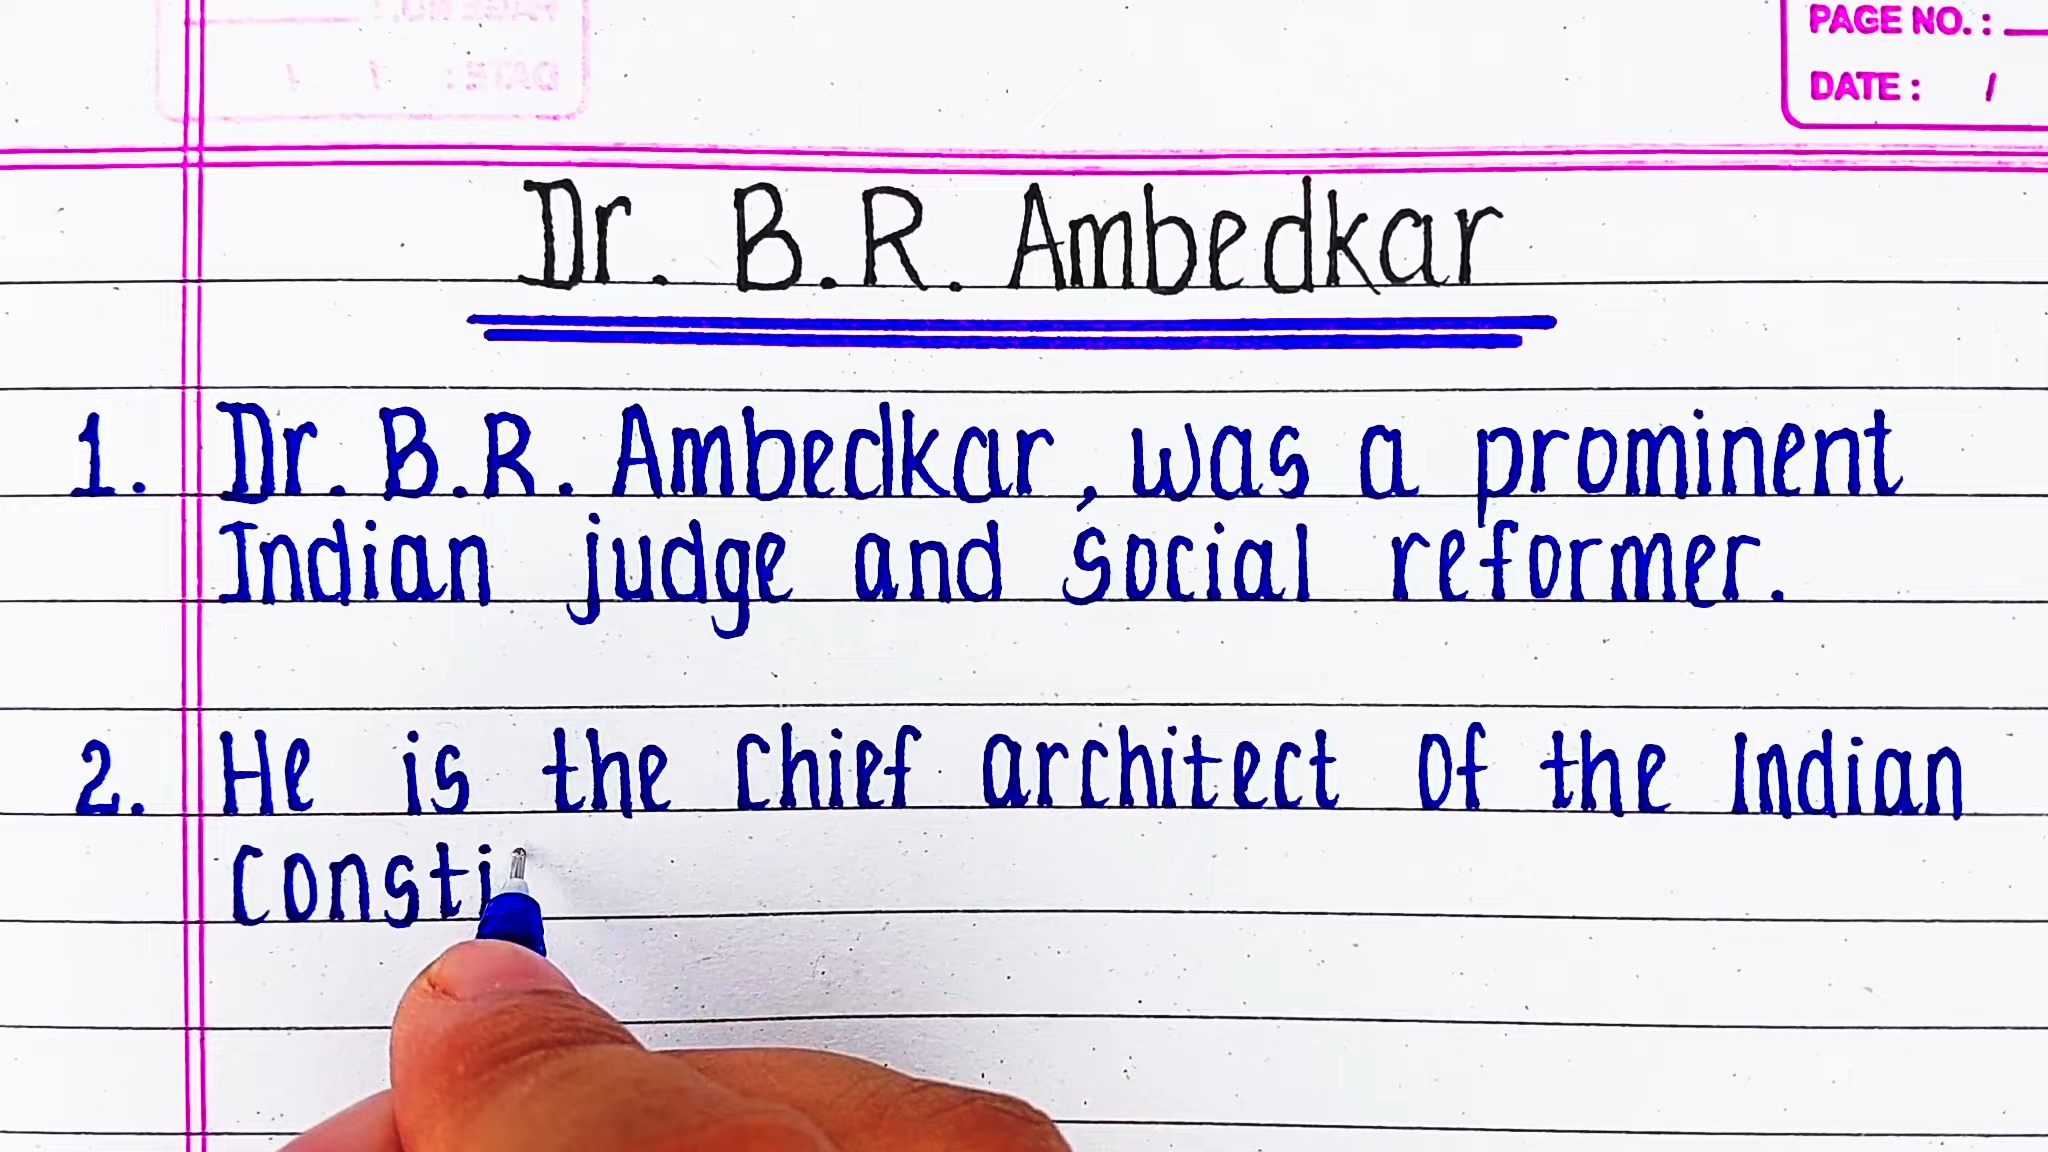 PAGE NO. :
DATE : /
Dr. B.R. Ambedkar
1. Dr. B.R. Ambedkar, was a prominent
Indian judge and social reformer.
2. He is the chief architect of the Indian
Consti